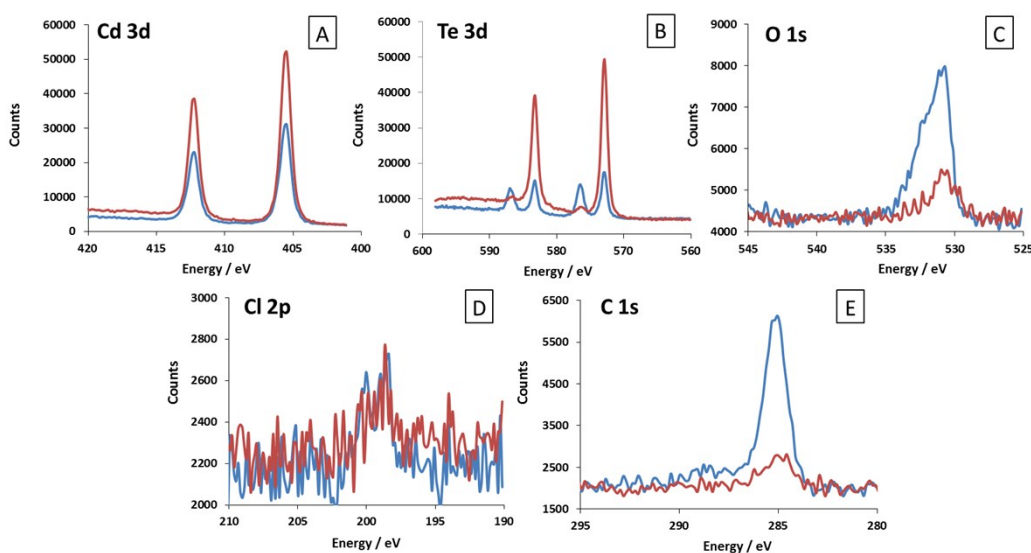 Cd 3d
A
60000
50000
40000
30000
20000
10000
0
420
415
410
405
400
Counts
Energy / eV
Te 3d
B
60000
50000
40000
30000
20000
10000
0
600
590
580
570
560
Counts
Energy / eV
O 1s
C
9000
8000
7000
6000
5000
4000
545
540
535
530
525
Counts
Energy / eV
Cl 2p
D
3000
2800
2600
2400
2200
2000
210
205
200
195
190
Counts
Energy / eV
C 1s
E
6500
5500
4500
3500
2500
1500
295
290
285
280
Counts
Energy / eV